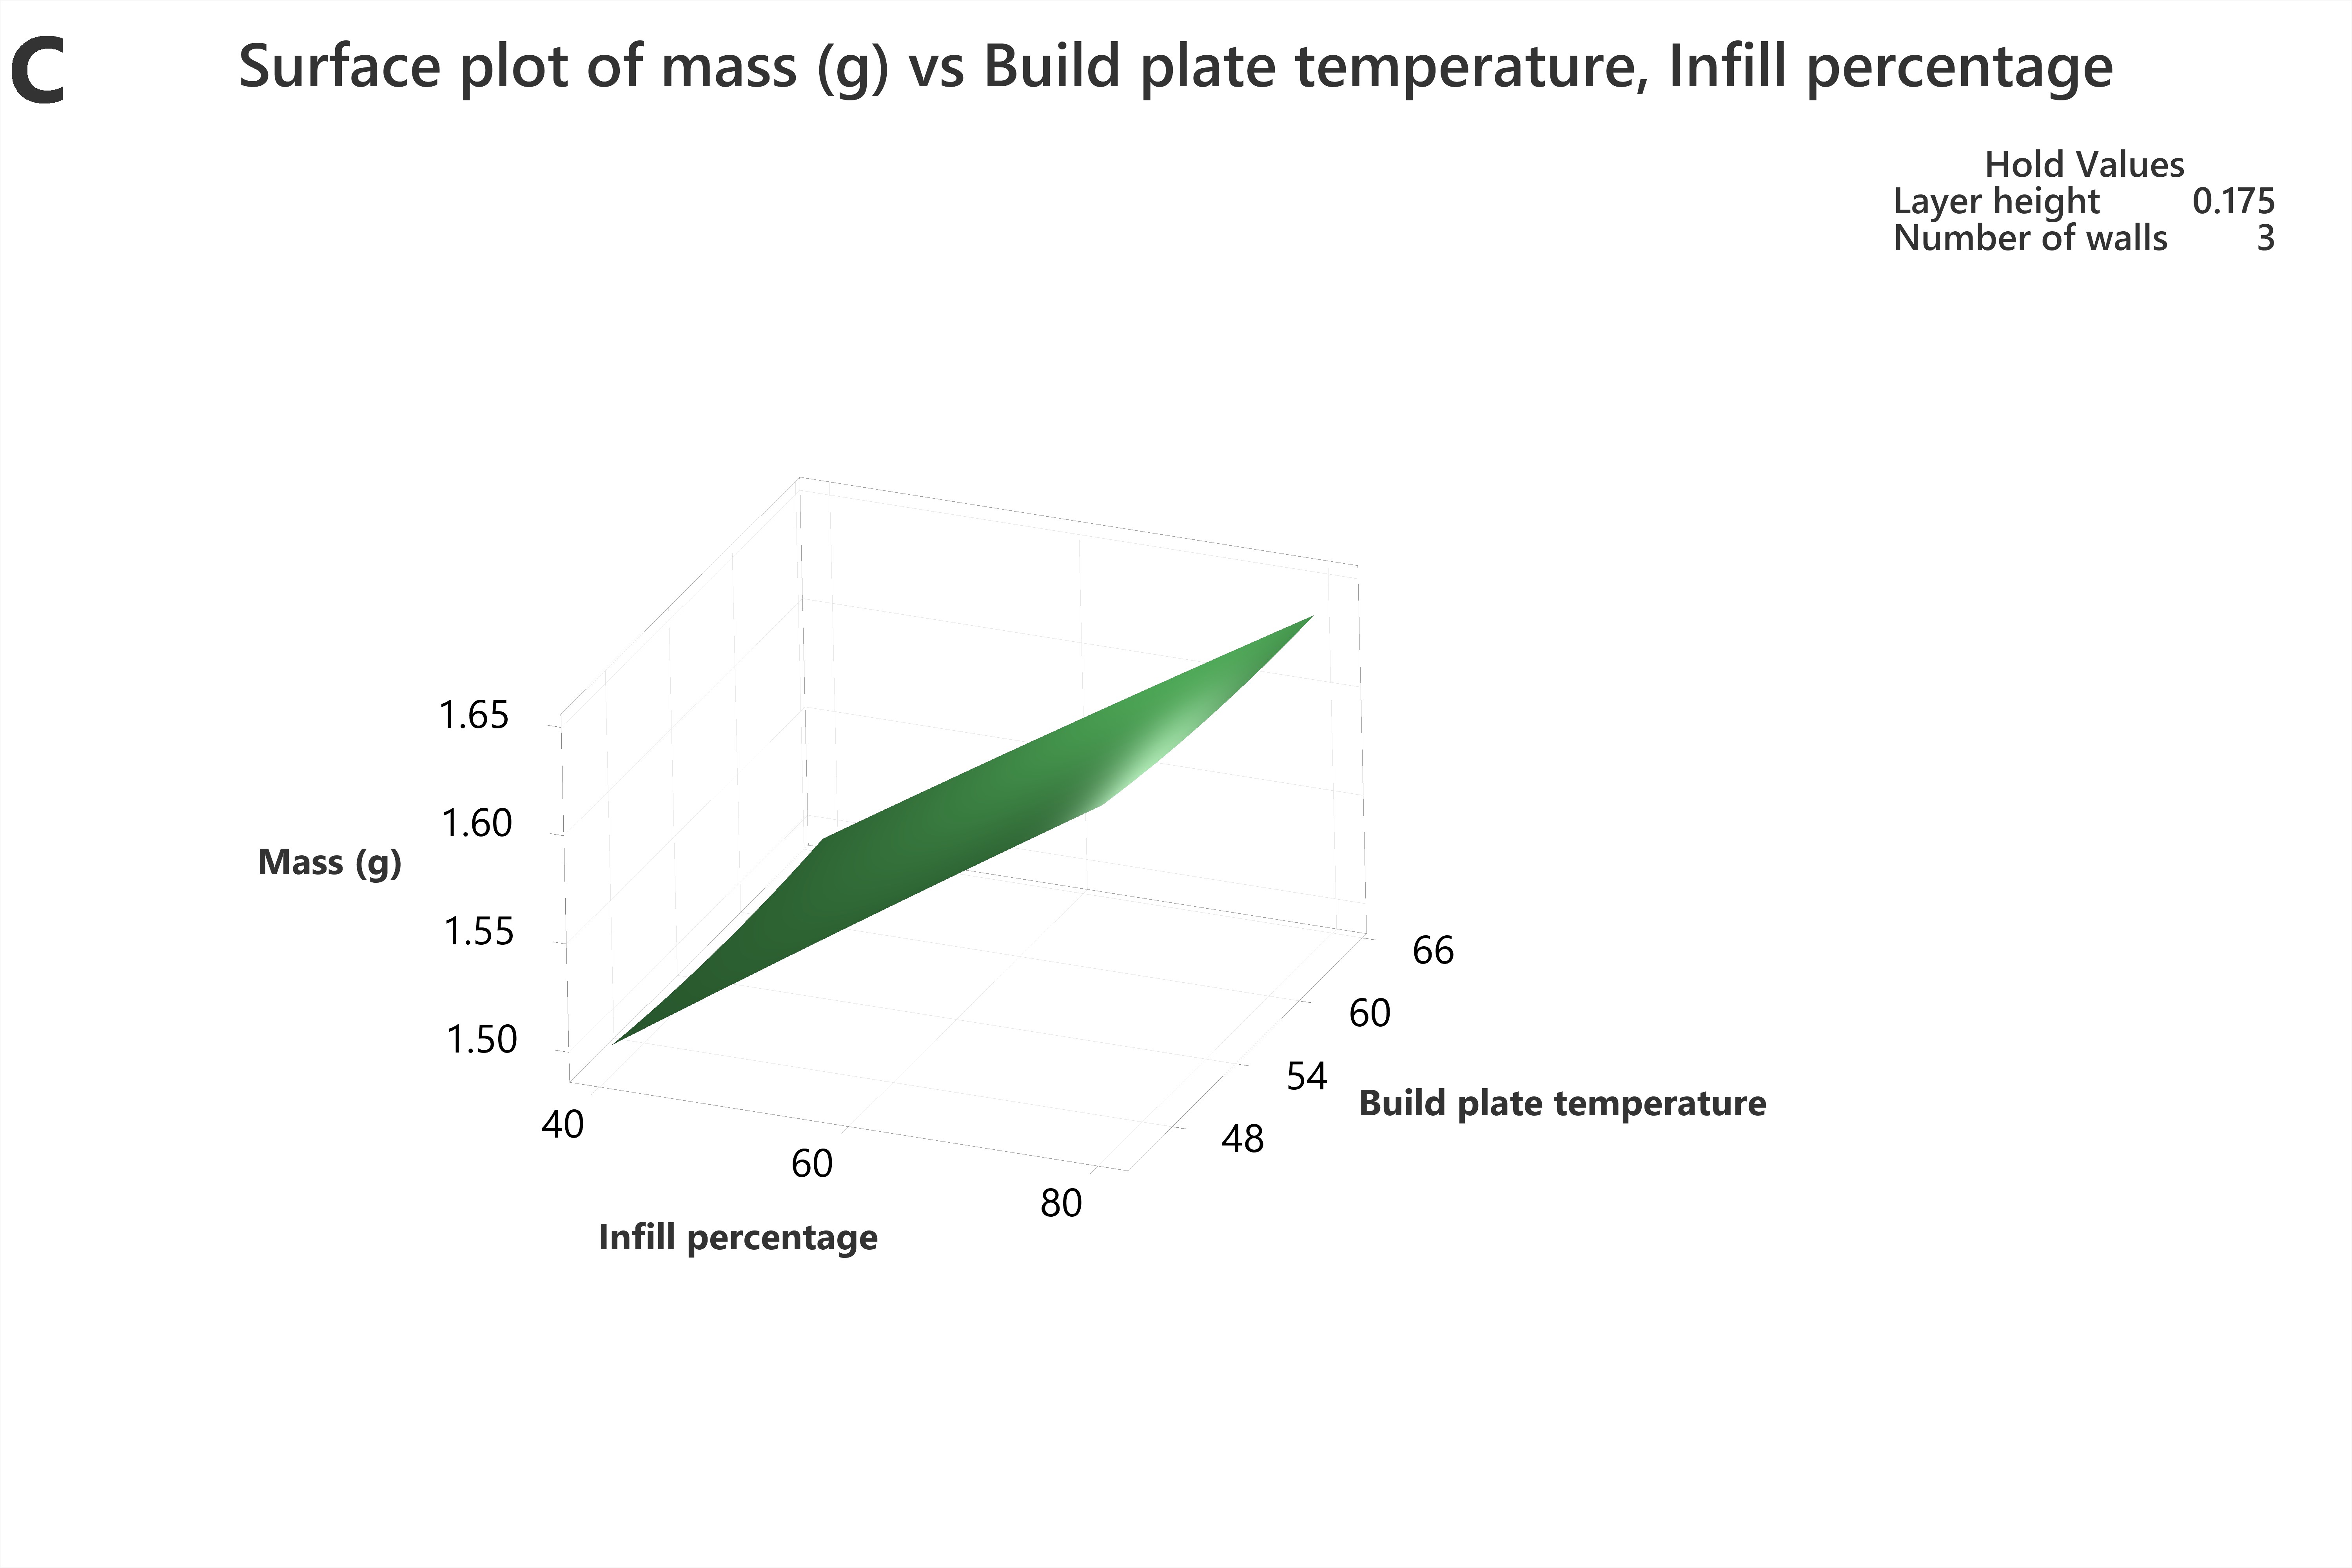 C
Surface plot of mass (g) vs Build plate temperature, Infill percentage
Hold Values
Layer height 0.175
Number of walls 3
1.65
1.60
Mass (g)
1.55
1.50
66
60
54
Build plate temperature
48
40
60
80
Infill percentage